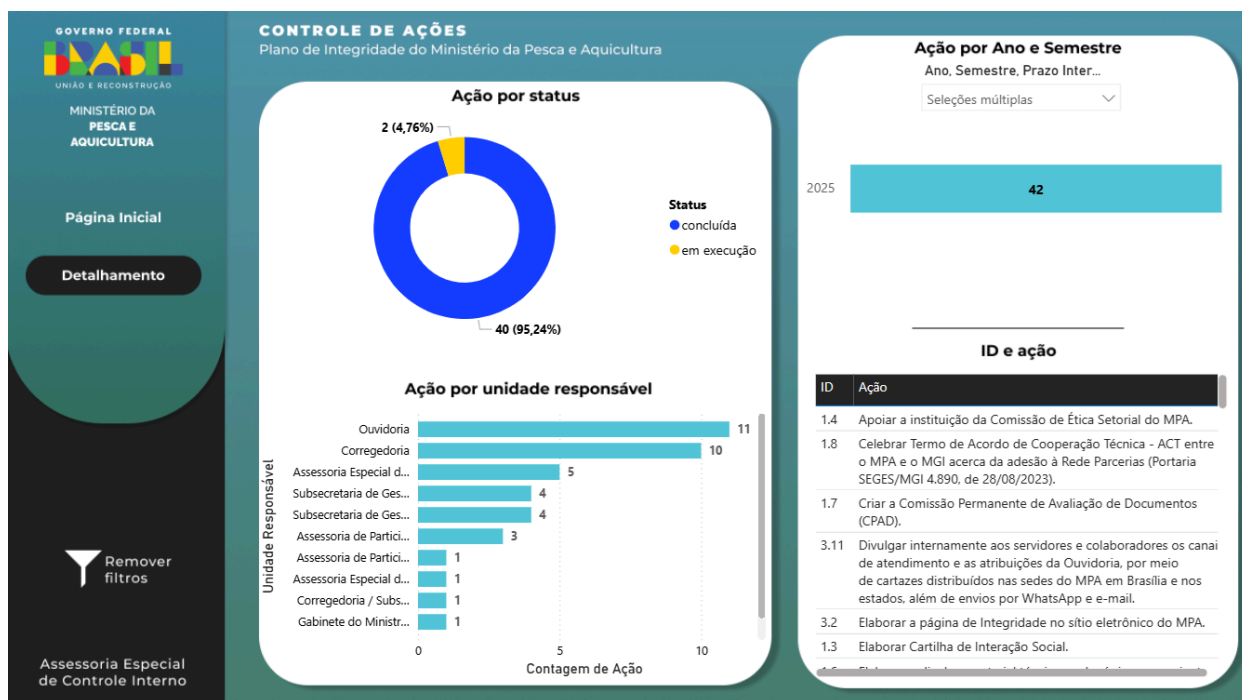 GOVERNO FEDERAL
BRASIL
UNIÃO E RECONSTRUÇÃO
MINISTÉRIO DA
PESCA E
AQUICULTURA
Página Inicial
Detalhamento
Remover
filtros
Assessoria Especial
de Controle Interno
CONTROLE DE AÇÕES
Plano de Integridade do Ministério da Pesca e Aquicultura
Ação por status
2 (4,76%)
40 (95,24%)
Status
concluída
em execução
Ação por unidade responsável
Unidade Responsável
Ouvidoria 11
Corregedoria 10
Assessoria Especial d... 5
Subsecretaria de Ges... 4
Subsecretaria de Ges... 4
Assessoria de Partici... 3
Assessoria de Partici... 1
Assessoria Especial d... 1
Corregedoria / Subs... 1
Gabinete do Ministr... 1
0 5 10
Contagem de Ação
Ação por Ano e Semestre
Ano, Semestre, Prazo Inter...
Seleções múltiplas
2025 42
ID e ação
ID Ação
1.4 Apoiar a instituição da Comissão de Ética Setorial do MPA.
1.8 Celebrar Termo de Acordo de Cooperação Técnica - ACT entre
o MPA e o MGI acerca da adesão à Rede Parcerias (Portaria
SEGES/MGI 4.890, de 28/08/2023).
1.7 Criar a Comissão Permanente de Avaliação de Documentos
(CPAD).
3.11 Divulgar internamente aos servidores e colaboradores os canai
de atendimento e as atribuições da Ouvidoria, por meio
de cartazes distribuídos nas sedes do MPA em Brasília e nos
estados, além de envios por WhatsApp e e-mail.
3.2 Elaborar a página de Integridade no sítio eletrônico do MPA.
1.3 Elaborar Cartilha de Interação Social.